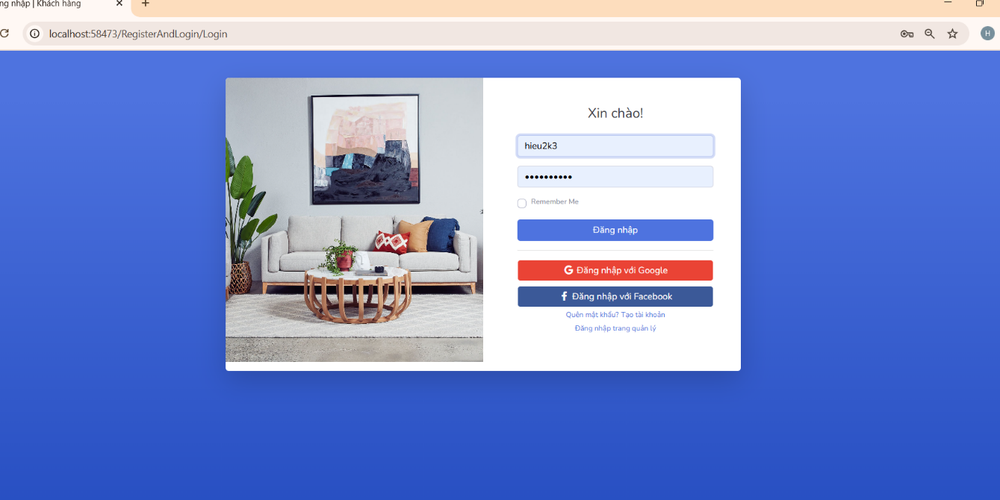 ng nhập | Khách hàng
localhost:58473/RegisterAndLogin/Login
H
Xin chào!
hieu2k3
••••••••••
Remember Me
Đăng nhập
Đăng nhập với Google
Đăng nhập với Facebook
Quên mật khẩu? Tạo tài khoản
Đăng nhập trang quản lý